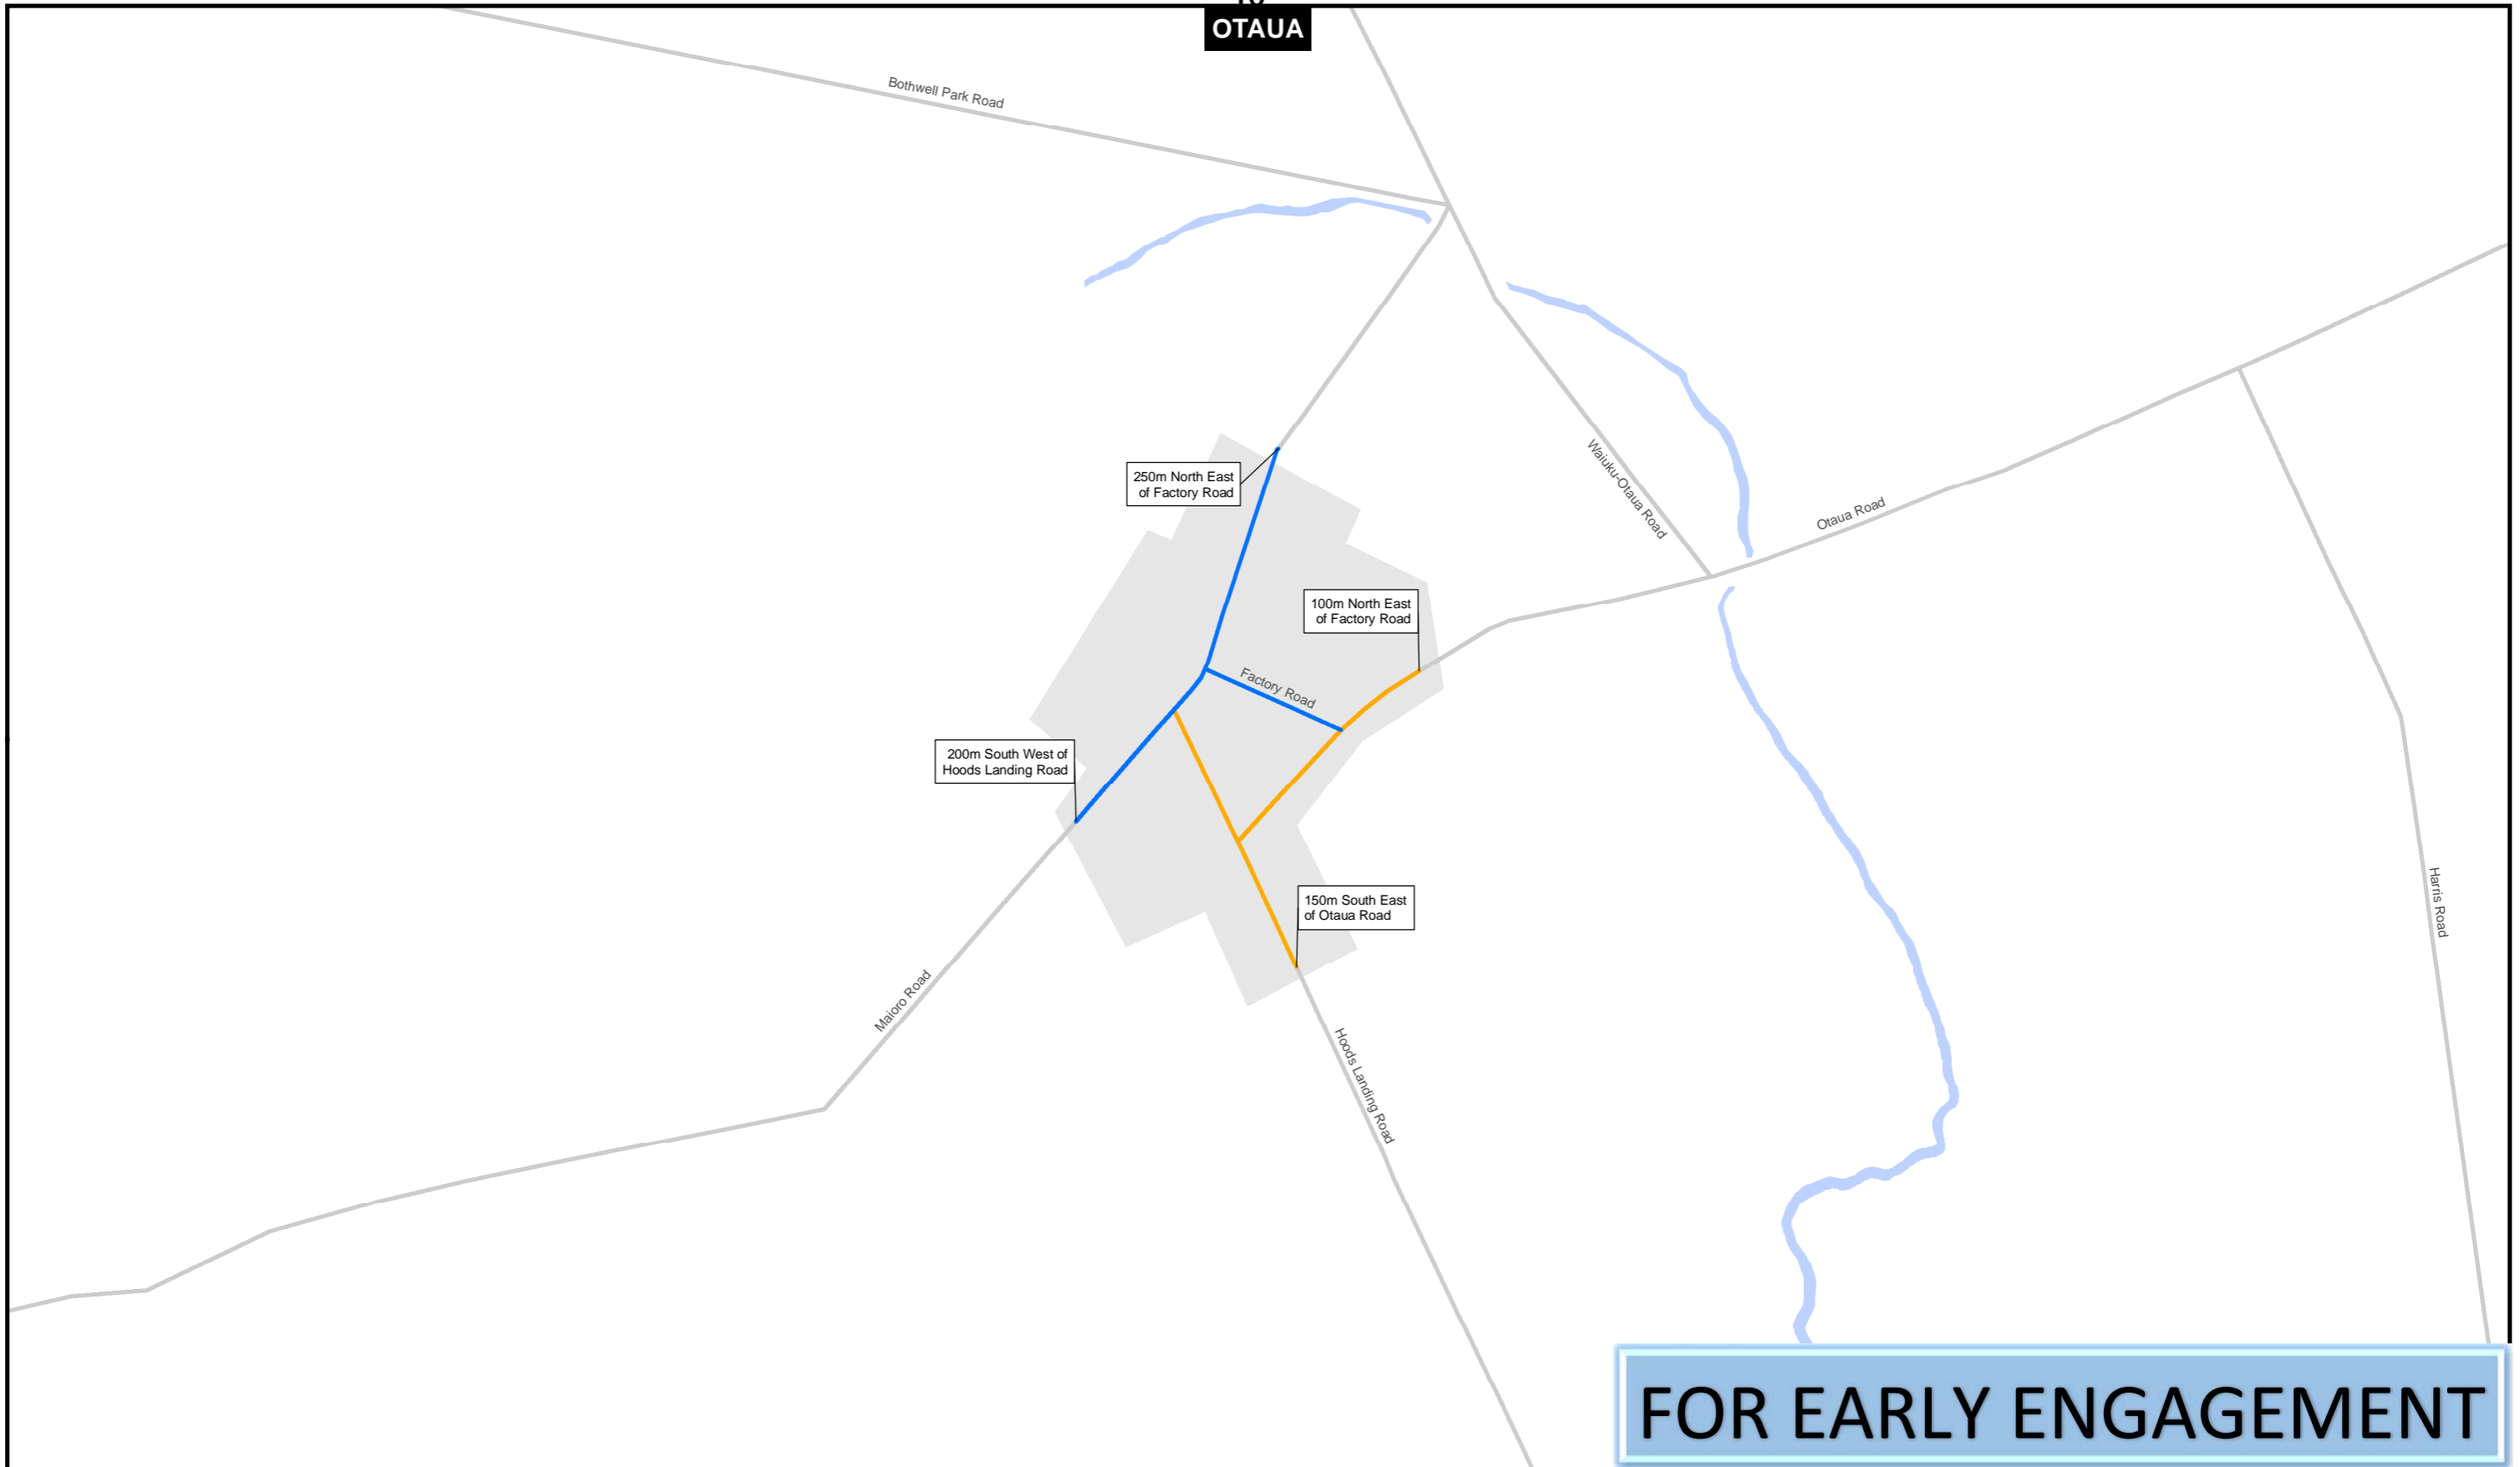 OTAUA
Bothwell Park Road
250m North East
of Factory Road
Waiuku-Otaua Road
Otaua Road
100m North East
of Factory Road
Factory Road
200m South West of
Hoods Landing Road
150m South East
of Otaua Road
Harris Road
Maioro Road
Hoods Landing Road
FOR EARLY ENGAGEMENT